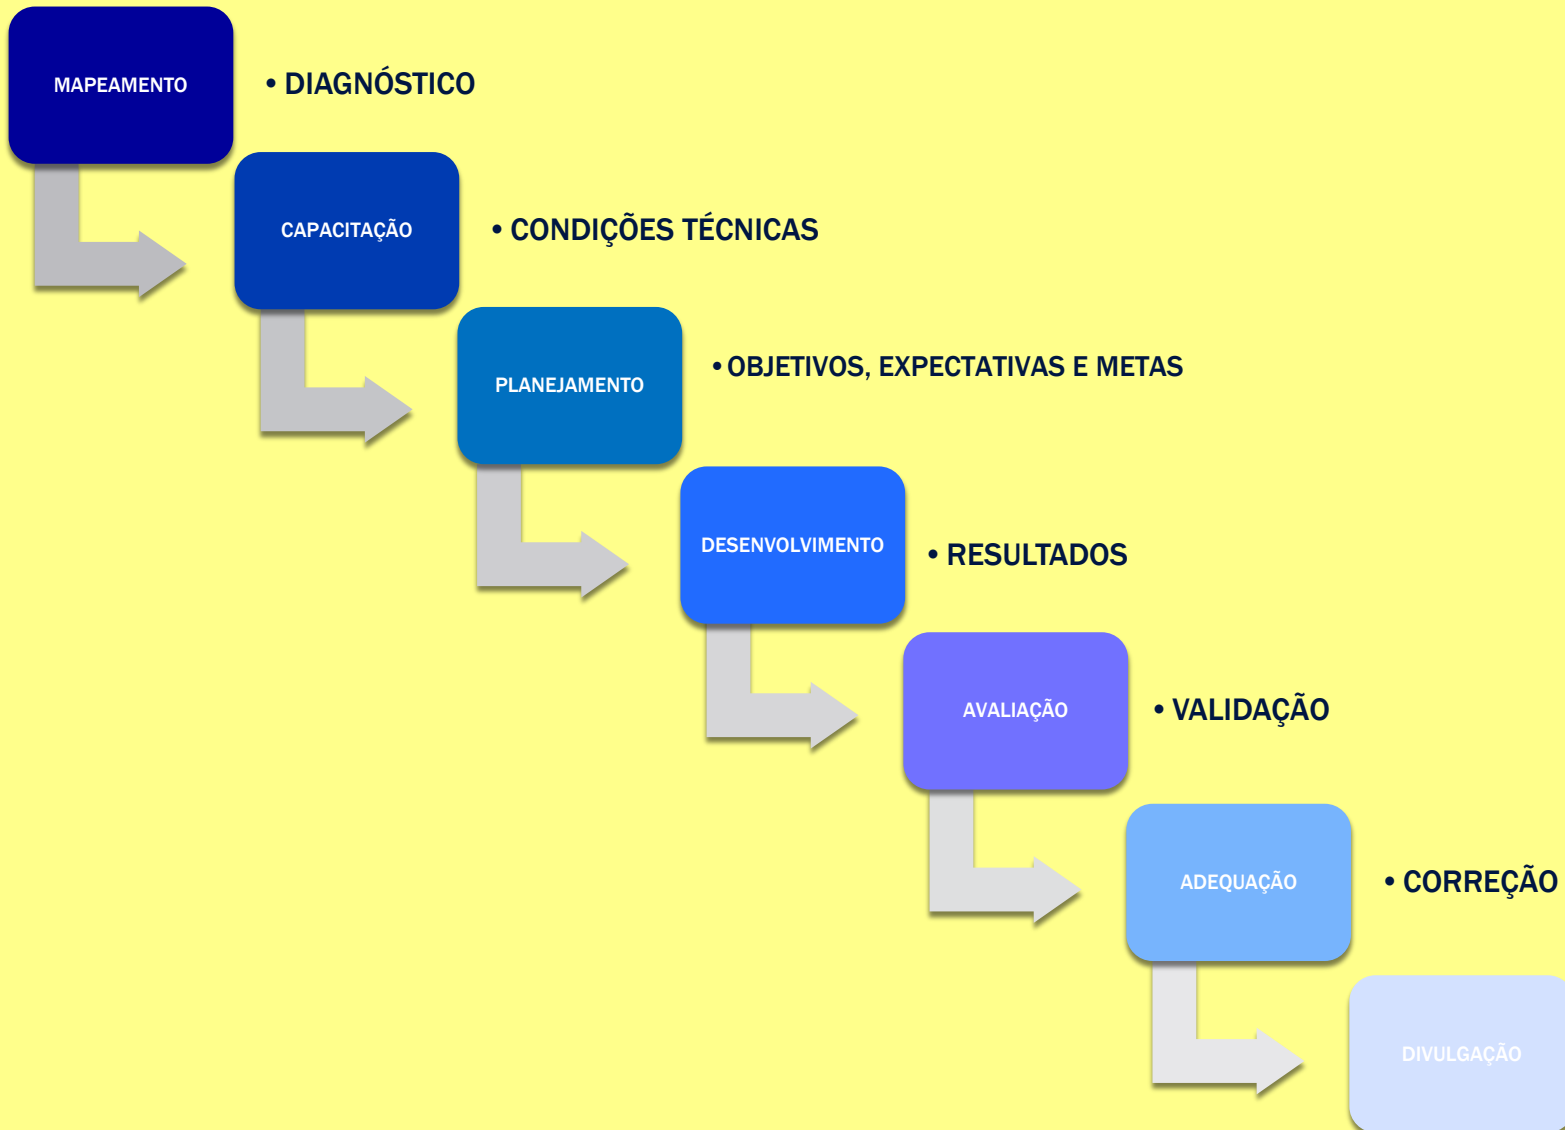 MAPEAMENTO
• DIAGNÓSTICO
CAPACITAÇÃO
• CONDIÇÕES TÉCNICAS
PLANEJAMENTO
• OBJETIVOS, EXPECTATIVAS E METAS
DESENVOLVIMENTO
• RESULTADOS
AVALIAÇÃO
• VALIDAÇÃO
ADEQUAÇÃO
• CORREÇÃO
DIVULGAÇÃO